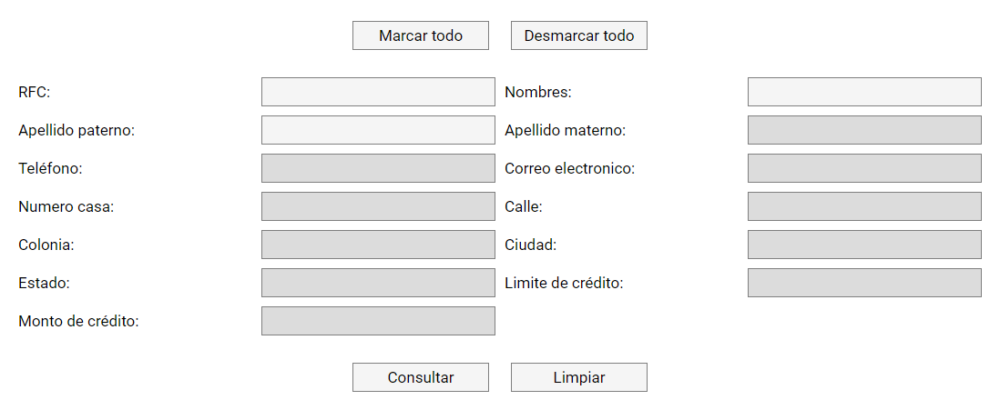 Marcar todo Desmarcar todo
RFC: Nombres:
Apellido paterno: Apellido materno:
Teléfono: Correo electronico:
Numero casa: Calle:
Colonia: Ciudad:
Estado: Limite de crédito:
Monto de crédito:
Consultar Limpiar